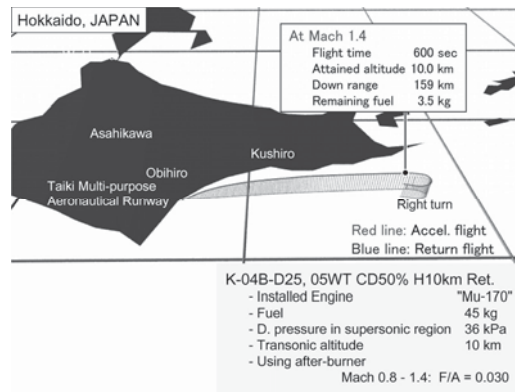 Hokkaido, JAPAN
At Mach 1.4
Flight time 600 sec
Attained altitude 10.0 km
Down range 159 km
Remaining fuel 3.5 kg
Asahikawa
Kushiro
Obihiro
Taiki Multi-purpose
Aeronautical Runway
Right turn
Red line: Accel. flight
Blue line: Return flight
K-04B-D25, 05WT CD50% H10km Ret.
- Installed Engine "Mu-170"
- Fuel 45 kg
- D. pressure in supersonic region 36 kPa
- Transonic altitude 10 km
- Using after-burner
Mach 0.8 - 1.4: F/A = 0.030